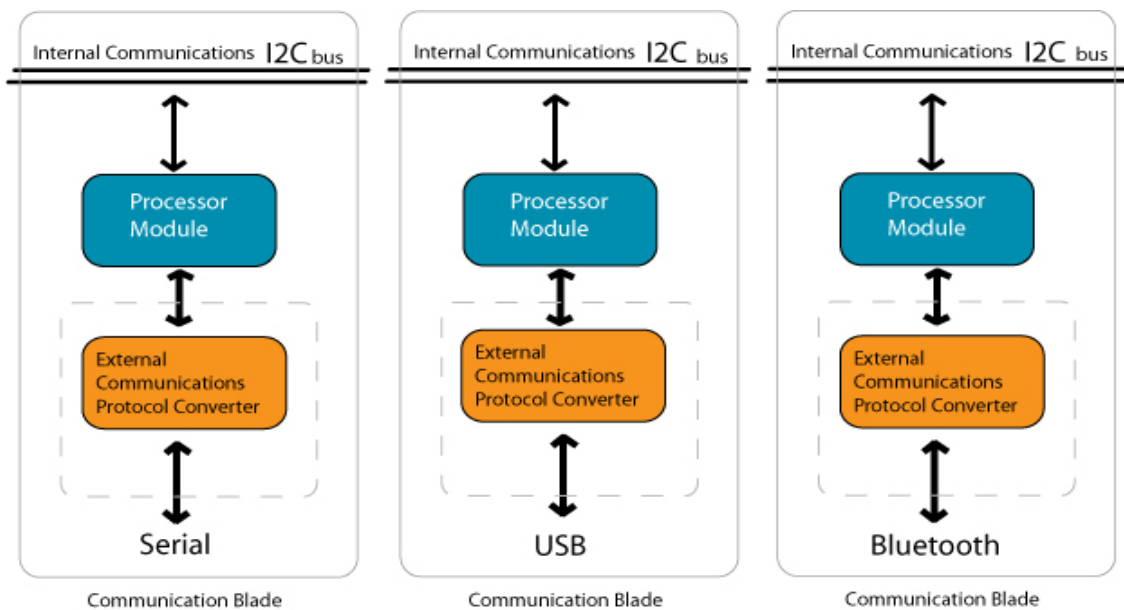 Internal Communications I2C bus
Processor
Module
External
Communications
Protocol Converter
Serial
Communication Blade
Internal Communications I2C bus
Processor
Module
External
Communications
Protocol Converter
USB
Communication Blade
Internal Communications I2C bus
Processor
Module
External
Communications
Protocol Converter
Bluetooth
Communication Blade